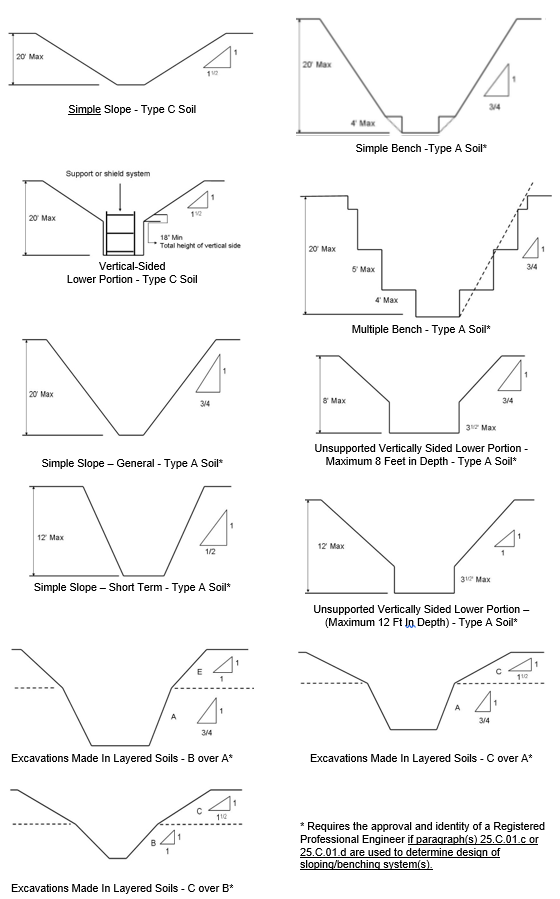 20' Max
1
1 1/2
Simple Slope - Type C Soil
20' Max
1
3/4
4' Max
Simple Bench -Type A Soil*
Support or shield system
20' Max
1
1 1/2
18" Min
Total height of vertical side
Vertical-Sided
Lower Portion - Type C Soil
20' Max
5' Max
4' Max
1
3/4
Multiple Bench - Type A Soil*
20' Max
1
3/4
Simple Slope – General - Type A Soil*
8' Max
1
3/4
3 1/2' Max
Unsupported Vertically Sided Lower Portion -
Maximum 8 Feet in Depth - Type A Soil*
12' Max
1
1/2
Simple Slope – Short Term - Type A Soil*
12' Max
1
1
3 1/2' Max
Unsupported Vertically Sided Lower Portion –
(Maximum 12 Ft In Depth) - Type A Soil*
E
1
1
A
1
3/4
Excavations Made In Layered Soils - B over A*
C
1
1 1/2
A
1
3/4
Excavations Made In Layered Soils - C over A*
C
1
1 1/2
B
1
1
Excavations Made In Layered Soils - C over B*
* Requires the approval and identity of a Registered
Professional Engineer if paragraph(s) 25.C.01.c or
25.C.01.d are used to determine design of
sloping/benching system(s).